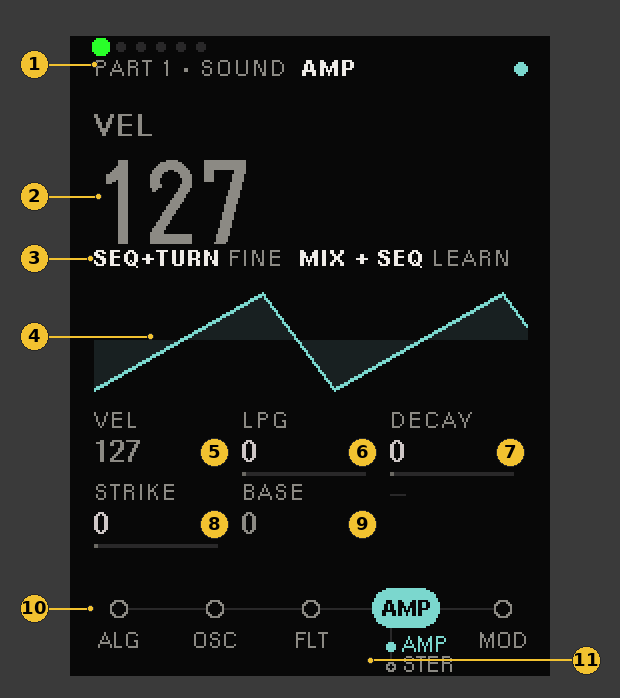 1 PART 1 · SOUND AMP
VEL
2 127
3 SEQ+TURN FINE MIX + SEQ LEARN
4
VEL LPG DECAY
127 5 0 6 0 7
STRIKE BASE —
0 8 0 9
10 AMP
ALG OSC FLT MOD
AMP
STER 11